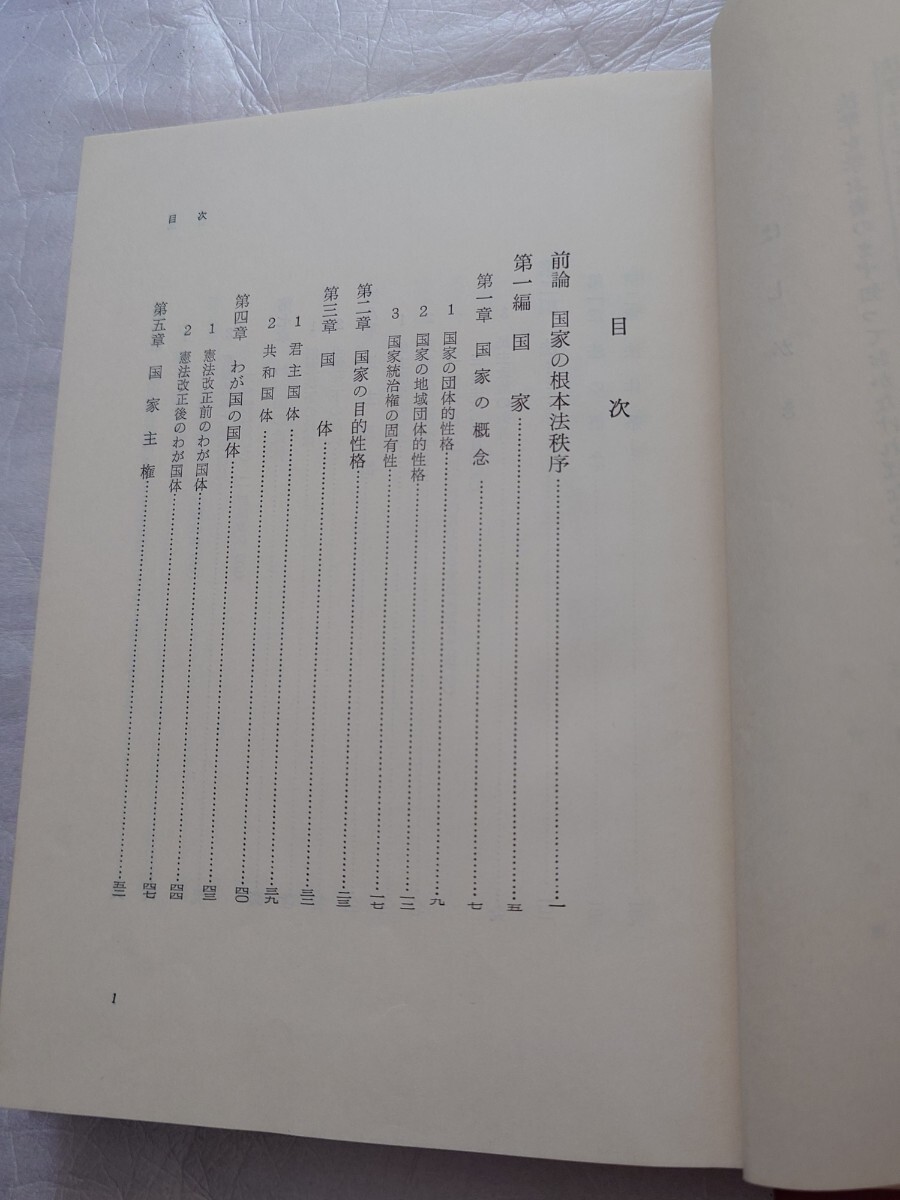 目次
目次
前論 国家の根本法秩序……一
第一編 国家……五
第一章 国家の概念……七
1 国家の団体的性格……九
2 国家の地域団体的性格……一二
3 国家統治権の固有性……一七
第二章 国家の目的性格……二三
第三章 国体……三二
1 君主国体……三九
2 共和国体……四〇
第四章 わが国の国体……四三
1 憲法改正前のわが国体……四四
2 憲法改正後のわが国体……四七
第五章 国家主権……五二
1